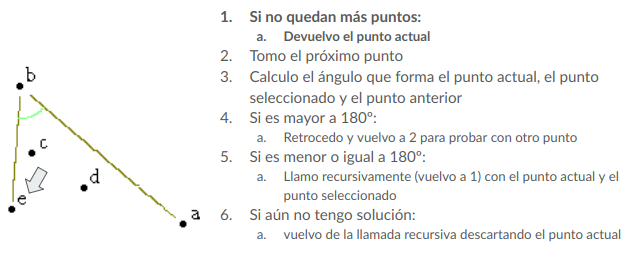 b
c
d
e
a
1. Si no quedan más puntos:
a. Devuelvo el punto actual
2. Tomo el próximo punto
3. Calculo el ángulo que forma el punto actual, el punto
seleccionado y el punto anterior
4. Si es mayor a 180º:
a. Retrocedo y vuelvo a 2 para probar con otro punto
5. Si es menor o igual a 180º:
a. Llamo recursivamente (vuelvo a 1) con el punto actual y el
punto seleccionado
6. Si aún no tengo solución:
a. vuelvo de la llamada recursiva descartando el punto actual